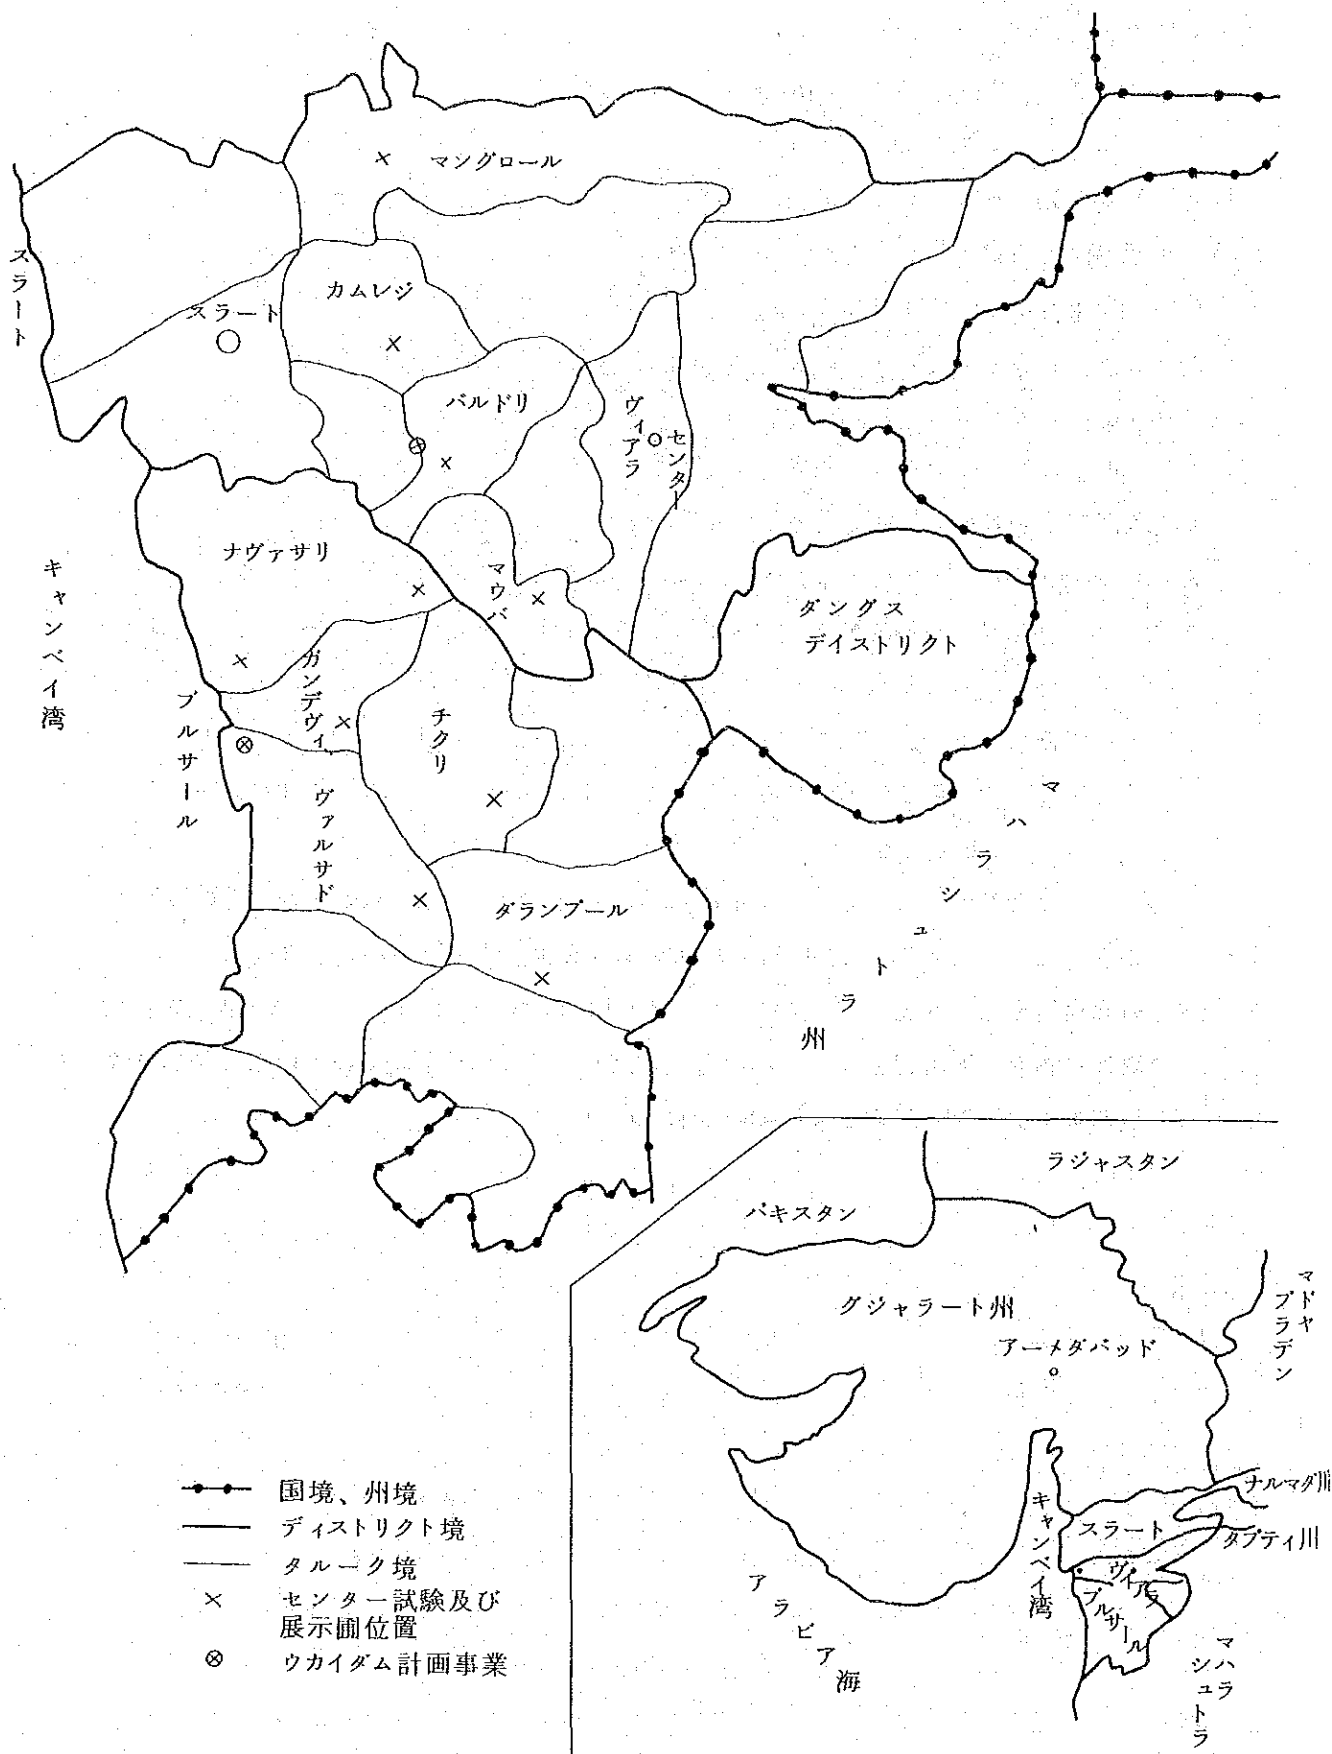 マングロール
スラート
カムレジ
スラート
バルドリ
ヴィアラ
センター
ナヴァサリ
マウバ
キャンベイ湾
ダングス
デイストリクト
ガンデヴィ
ブルサール
チクリ
ヴァルサド
ダランプール
マハラシュトラ州
ラジャスタン
パキスタン
グジャラート州
アーメダバッド
マドヤ
プラデン
キャンベイ湾
ナルマダ川
スラート
タプティ川
ヴィアラ
ブルサール
アラビア海
マハラ
シュトラ
国境、州境
ディストリクト境
タルーク境
センター試験及び
展示圃位置
ウカイダム計画事業